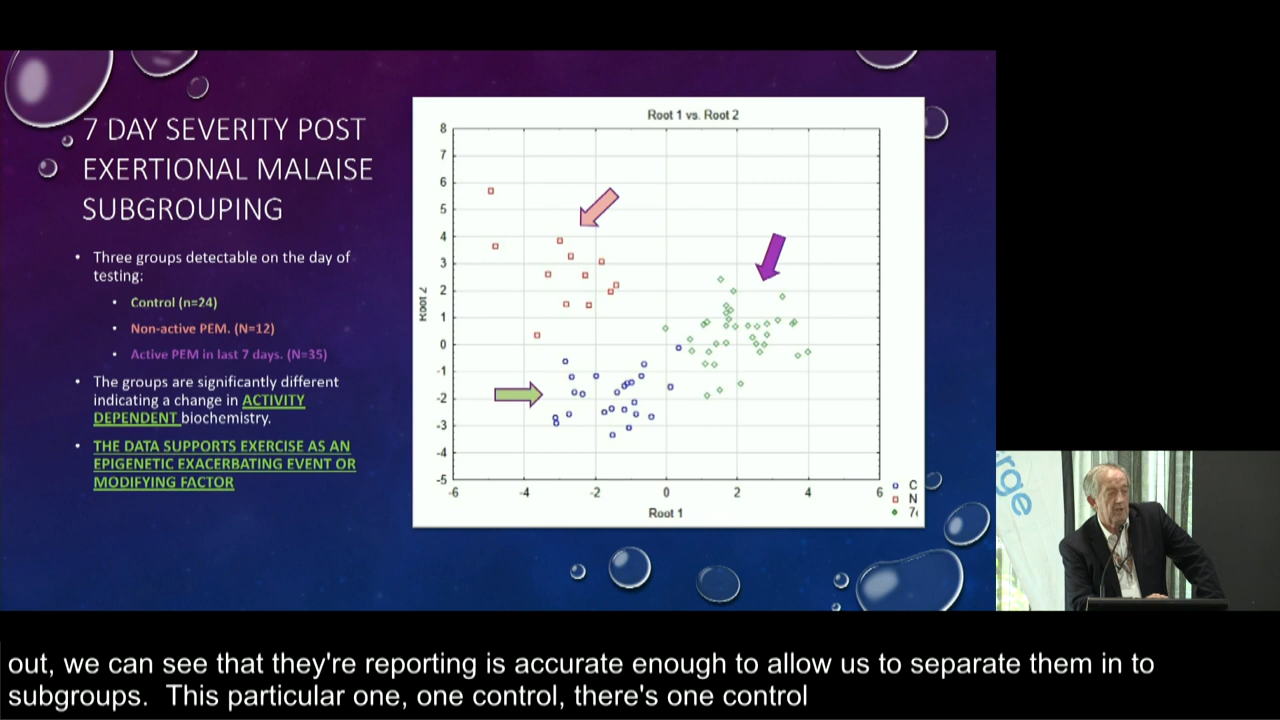 7 DAY SEVERITY POST
EXERTIONAL MALAISE
SUBGROUPING
• Three groups detectable on the day of
testing:
• Control (n=24)
• Non-active PEM. (N=12)
• Active PEM in last 7 days. (N=35)
• The groups are significantly different
indicating a change in ACTIVITY
DEPENDENT biochemistry.
• THE DATA SUPPORTS EXERCISE AS AN
EPIGENETIC EXACERBATING EVENT OR
MODIFYING FACTOR
Root 1 vs. Root 2
8
7
6
5
4
3
2
1
0
-1
-2
-3
-4
-5
Root 2
-6 -4 -2 0 2 4 6
Root 1
C
N
7
rge
out, we can see that they're reporting is accurate enough to allow us to separate them in to
subgroups.  This particular one, one control, there's one control